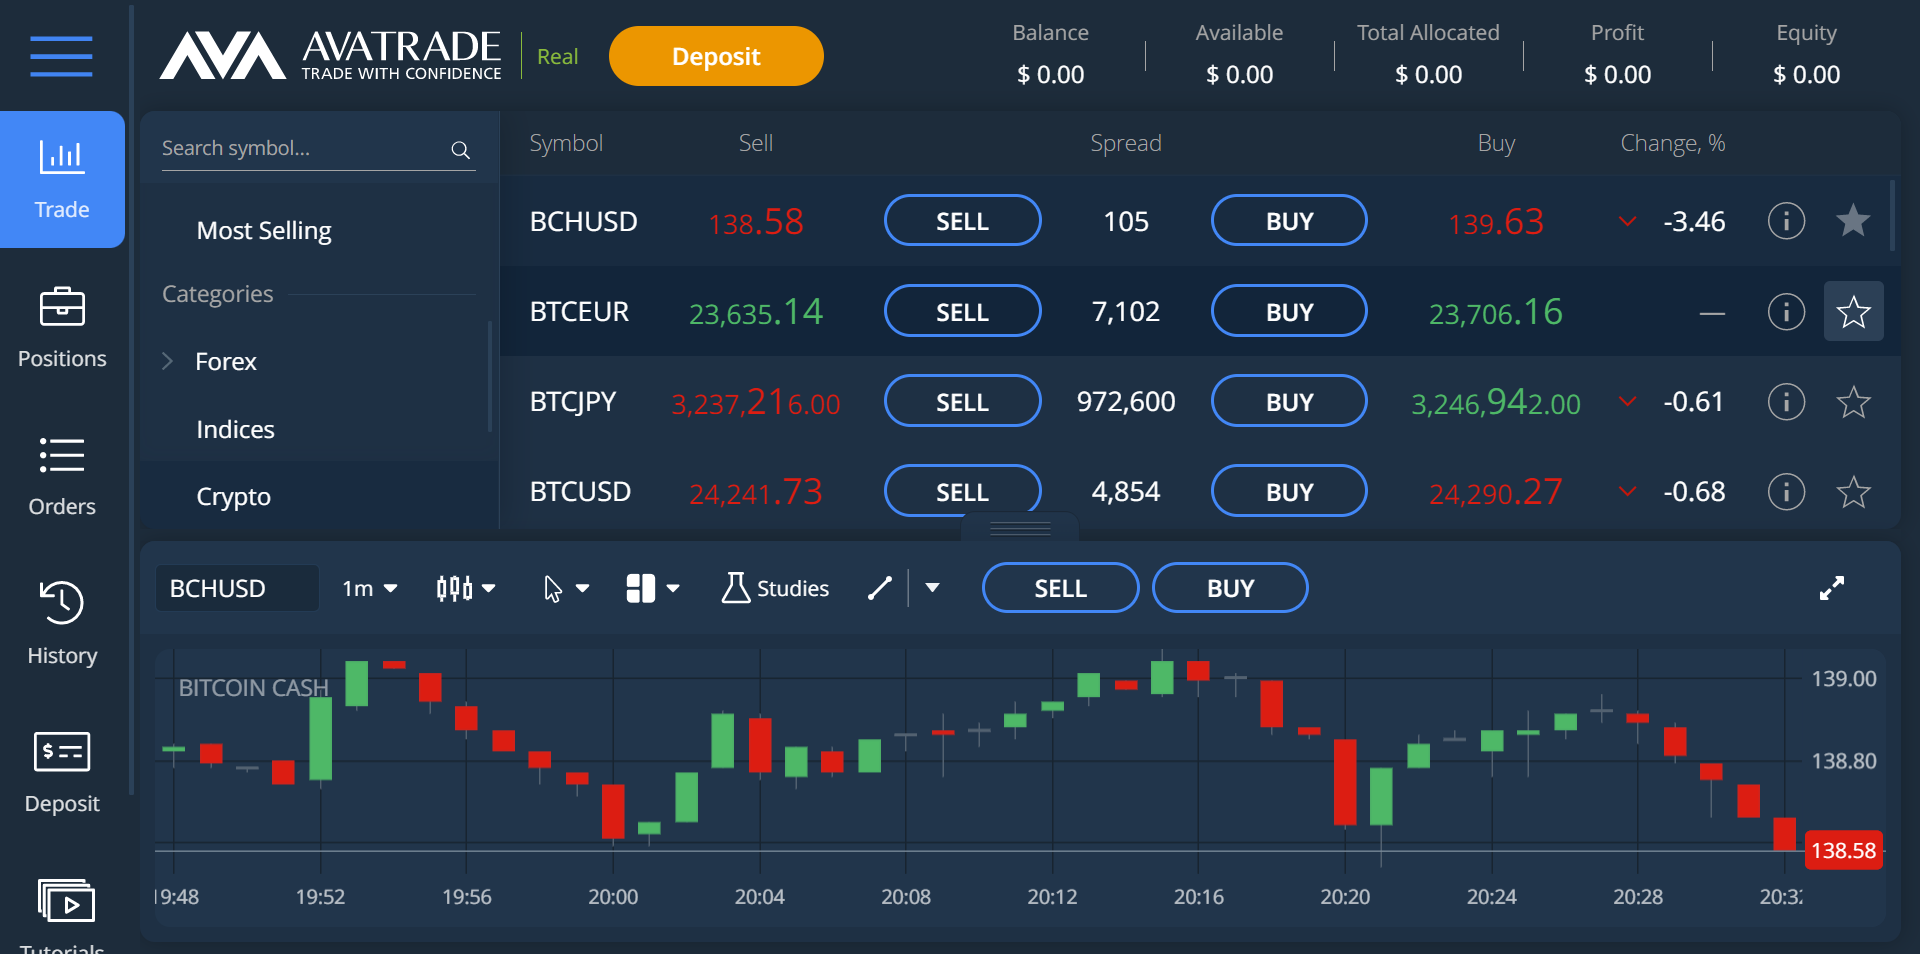 AVA AVATRADE
TRADE WITH CONFIDENCE
Real
Deposit
Balance
$ 0.00
Available
$ 0.00
Total Allocated
$ 0.00
Profit
$ 0.00
Equity
$ 0.00
Trade
Positions
Orders
History
$
Deposit
Tutorials
Search symbol...
Most Selling
Categories
Forex
Indices
Crypto
Symbol Sell Spread Buy Change, %
BCHUSD 138.58 SELL 105 BUY 139.63 -3.46 i
BTCEUR 23,635.14 SELL 7,102 BUY 23,706.16 — i
BTCJPY 3,237,216.00 SELL 972,600 BUY 3,246,942.00 -0.61 i
BTCUSD 24,241.73 SELL 4,854 BUY 24,290.27 -0.68 i
BCHUSD 1m Studies SELL BUY
BITCOIN CASH
139.00
138.80
138.58
19:48 19:52 19:56 20:00 20:04 20:08 20:12 20:16 20:20 20:24 20:28 20:32